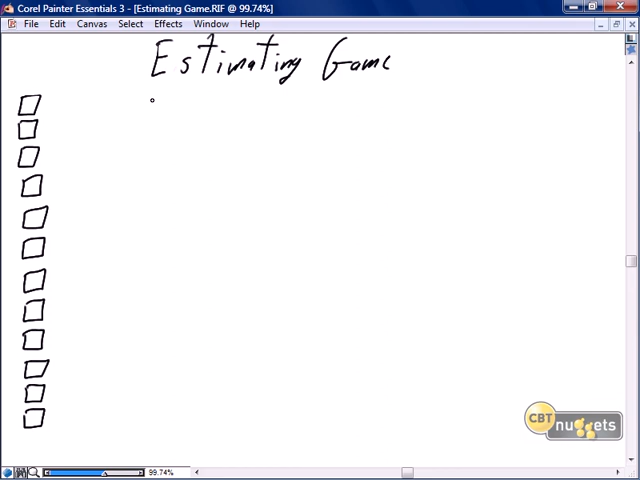 Corel Painter Essentials 3 - [Estimating Game.RIF @ 99.74%]
File Edit Canvas Select Effects Window Help
Estimating Game
CBT nuggets
99.74%